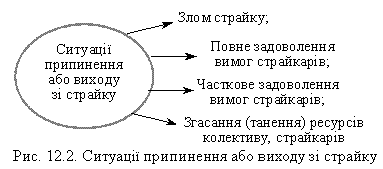 Злом страйку;
Ситуації
припинення
або виходу
зі страйку
Повне задоволення
вимог страйкарів;
Часткове задоволення
вимог страйкарів;
Згасання (танення) ресурсів
колективу, страйкарів
Рис. 12.2. Ситуації припинення або виходу зі страйку